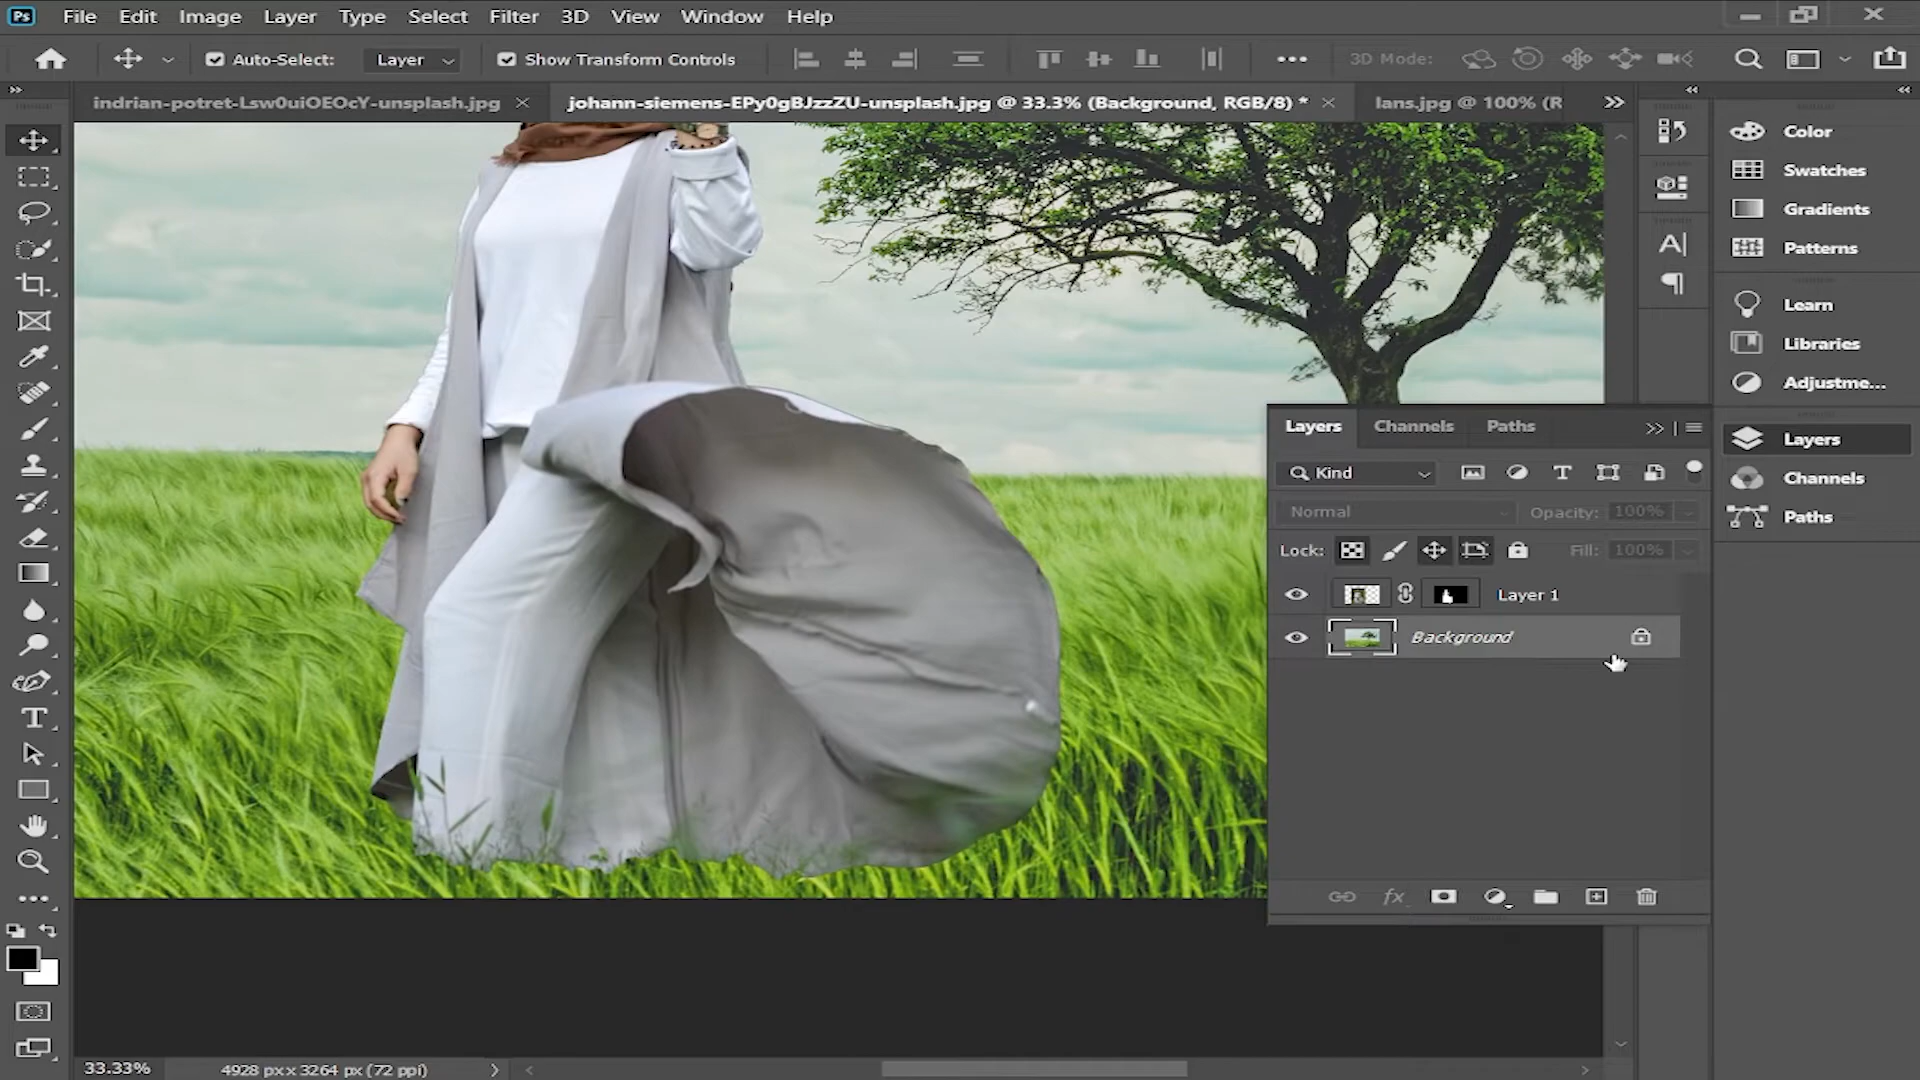 Ps File Edit Image Layer Type Select Filter 3D View Window Help
Auto-Select: Layer Show Transform Controls 3D Mode:
indrian-potret-Lsw0uiOEOcY-unsplash.jpg johann-siemens-EPy0gBJzzZU-unsplash.jpg @ 33.3% (Background, RGB/8) * lans.jpg @ 100% (R
Color
Swatches
Gradients
Patterns
Learn
Libraries
Adjustme...
Layers
Channels
Paths
Layers Channels Paths
Kind
Normal Opacity: 100%
Lock: Fill: 100%
Layer 1
Background
fx
33.33% 4928 px x 3264 px (72 ppi)